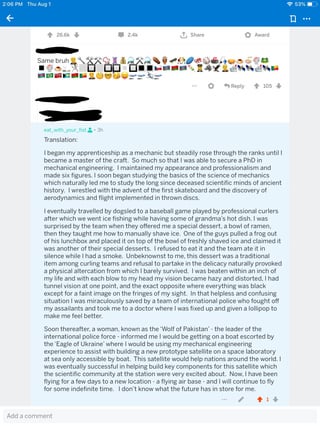 2:06 PM Thu Aug 1 53%
26.6k 2.4k Share Award
Same bruh
Reply 105
eat_with_your_fist 3h
Translation:
I began my apprenticeship as a mechanic but steadily rose through the ranks until I
became a master of the craft. So much so that I was able to secure a PhD in
mechanical engineering. I maintained my appearance and professionalism and
made six figures. I soon began studying the basics of science of the mechanics
which naturally led me to study the long since deceased scientific minds of ancient
history. I wrestled with the advent of the first skateboard and the discovery of
aerodynamics and flight implemented in thrown discs.
I eventually travelled by dogsled to a baseball game played by professional curlers
after which we went ice fishing while having some of grandma's hot dish. I was
surprised by the team when they offered me a special dessert, a bowl of ramen,
then they taught me how to manually shave ice. One of the guys pulled a frog out
of his lunchbox and placed it on top of the bowl of freshly shaved ice and claimed it
was another of their special desserts. I refused to eat it and the team ate it in
silence while I had a smoke. Unbeknownst to me, this dessert was a traditional
item among curling teams and refusal to partake in the delicacy naturally provoked
a physical altercation from which I barely survived. I was beaten within an inch of
my life and with each blow to my head my vision became hazy and distorted, I had
tunnel vision at one point, and the exact opposite where everything was black
except for a faint image on the fringes of my sight. In that helpless and confusing
situation I was miraculously saved by a team of international police who fought off
my assailants and took me to a doctor where I was fixed up and given a lollipop to
make me feel better.
Soon thereafter, a woman, known as the 'Wolf of Pakistan' - the leader of the
international police force - informed me I would be getting on a boat escorted by
the 'Eagle of Ukraine' where I would be using my mechanical engineering
experience to assist with building a new prototype satellite on a space laboratory
at sea only accessible by boat. This satellite would help nations around the world. I
was eventually successful in helping build key components for this satellite which
the scientific community at the station were very excited about. Now, I have been
flying for a few days to a new location - a flying air base - and I will continue to fly
for some indefinite time. I don't know what the future has in store for me.
1
Add a comment